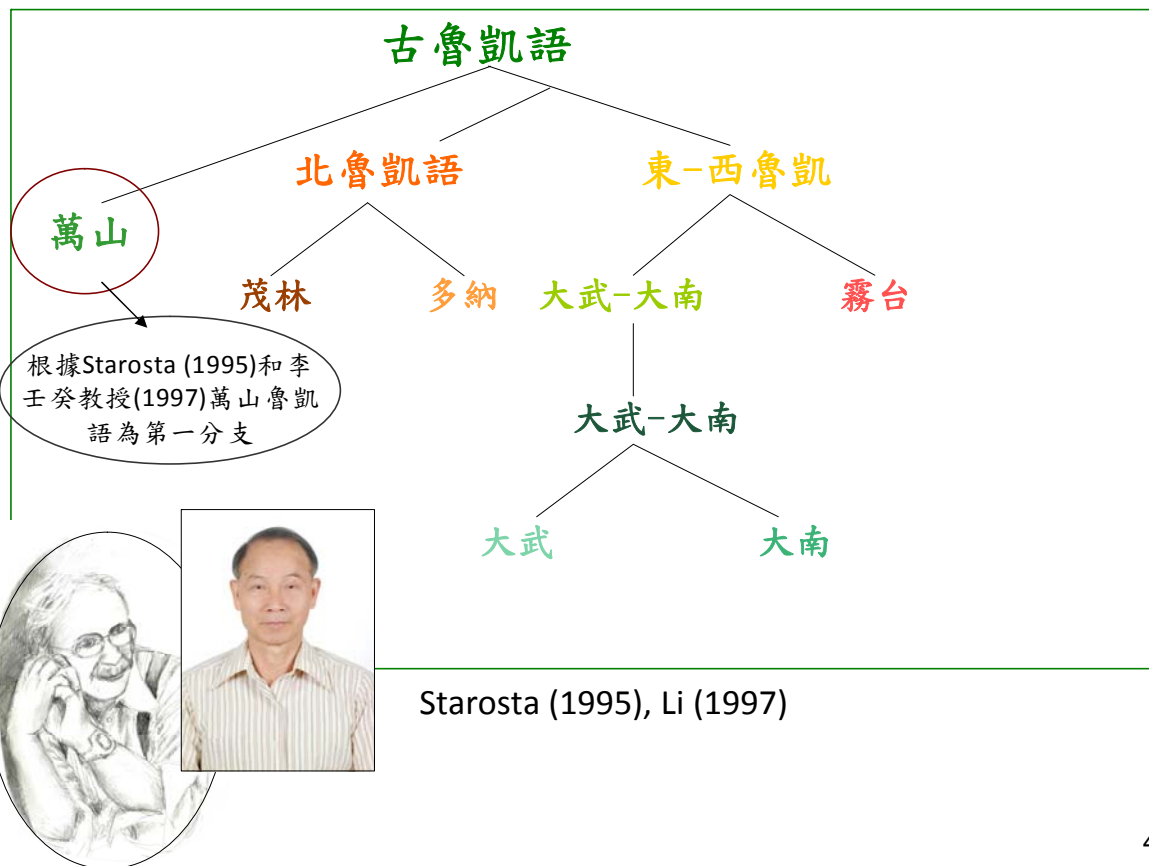 古魯凱語
北魯凱語
東-西魯凱
萬山
茂林
多納
大武-大南
霧台
根據Starosta (1995)和李
壬癸教授(1997)萬山魯凱
語為第一分支
大武-大南
大武
大南
Starosta (1995), Li (1997)
4